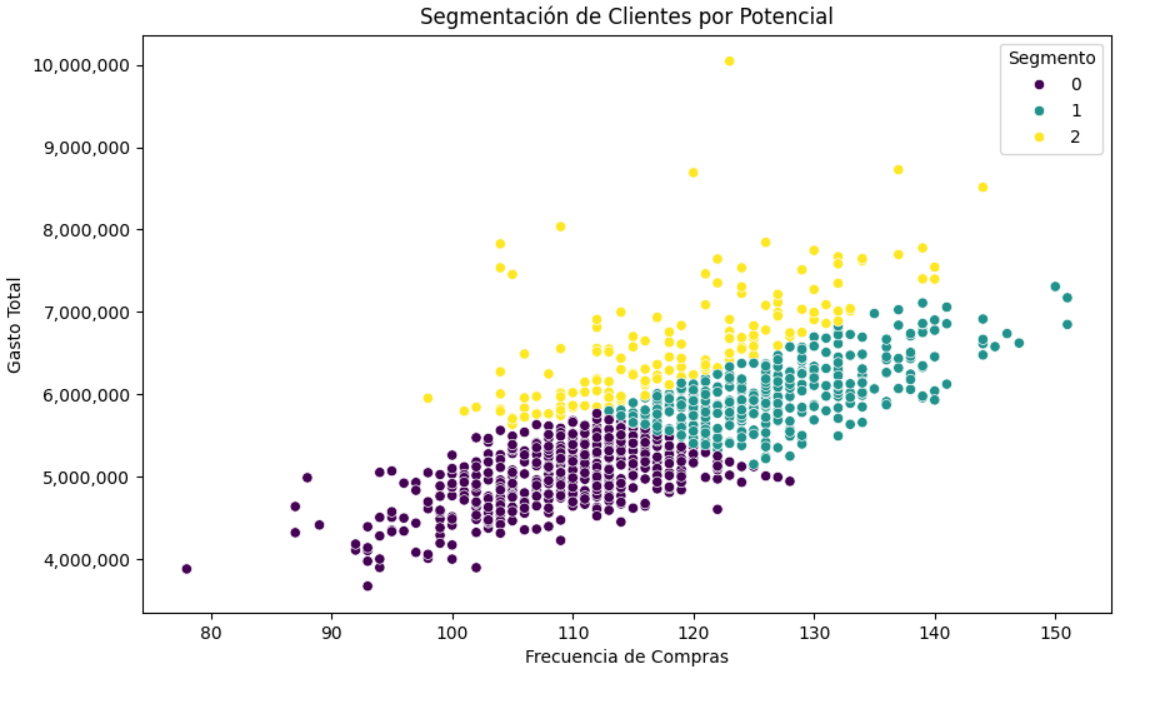 Segmentación de Clientes por Potencial
Segmento
0
1
2
Gasto Total
10,000,000
9,000,000
8,000,000
7,000,000
6,000,000
5,000,000
4,000,000
80 90 100 110 120 130 140 150
Frecuencia de Compras